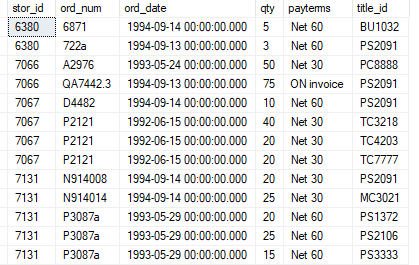 stor_id ord_num ord_date qty payterms title_id
6380 6871 1994-09-14 00:00:00.000 5 Net 60 BU1032
6380 722a 1994-09-13 00:00:00.000 3 Net 60 PS2091
7066 A2976 1993-05-24 00:00:00.000 50 Net 30 PC8888
7066 QA7442.3 1994-09-13 00:00:00.000 75 ON invoice PS2091
7067 D4482 1994-09-14 00:00:00.000 10 Net 60 PS2091
7067 P2121 1992-06-15 00:00:00.000 40 Net 30 TC3218
7067 P2121 1992-06-15 00:00:00.000 20 Net 30 TC4203
7067 P2121 1992-06-15 00:00:00.000 20 Net 30 TC7777
7131 N914008 1994-09-14 00:00:00.000 20 Net 30 PS2091
7131 N914014 1994-09-14 00:00:00.000 25 Net 30 MC3021
7131 P3087a 1993-05-29 00:00:00.000 20 Net 60 PS1372
7131 P3087a 1993-05-29 00:00:00.000 25 Net 60 PS2106
7131 P3087a 1993-05-29 00:00:00.000 15 Net 60 PS3333